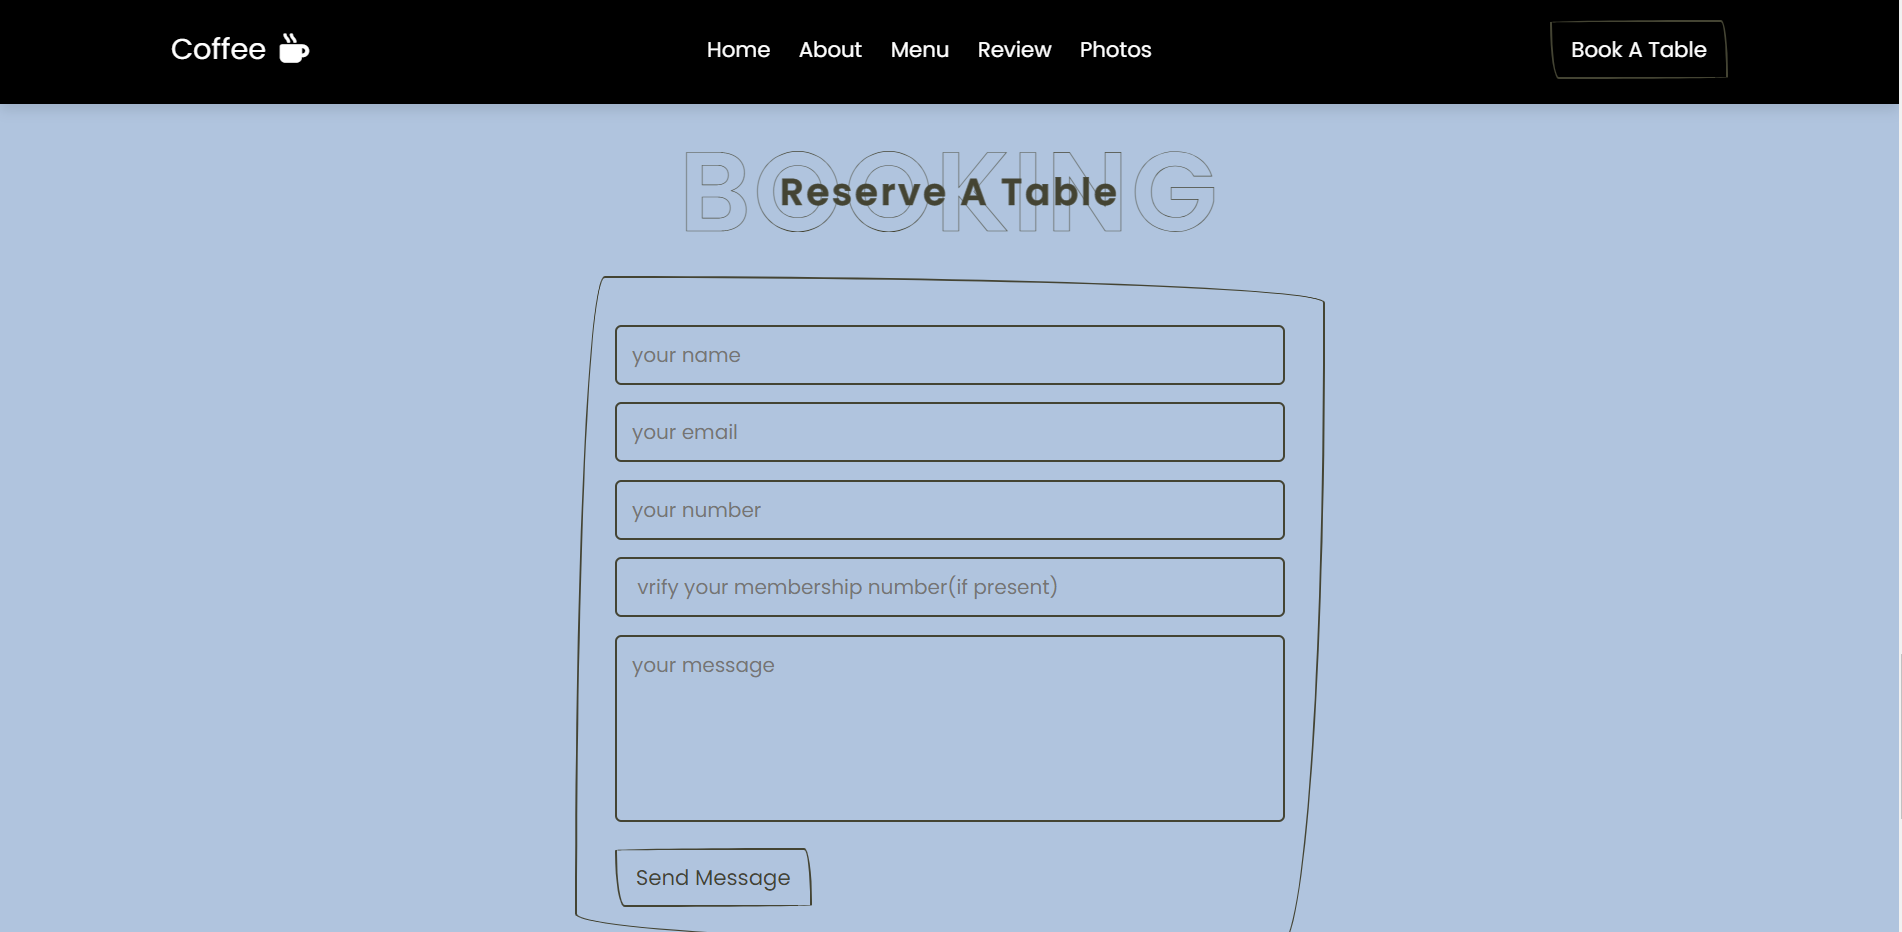 Coffee
Home About Menu Review Photos
Book A Table
BOOKING
Reserve A Table
your name
your email
your number
vrify your membership number(if present)
your message
Send Message